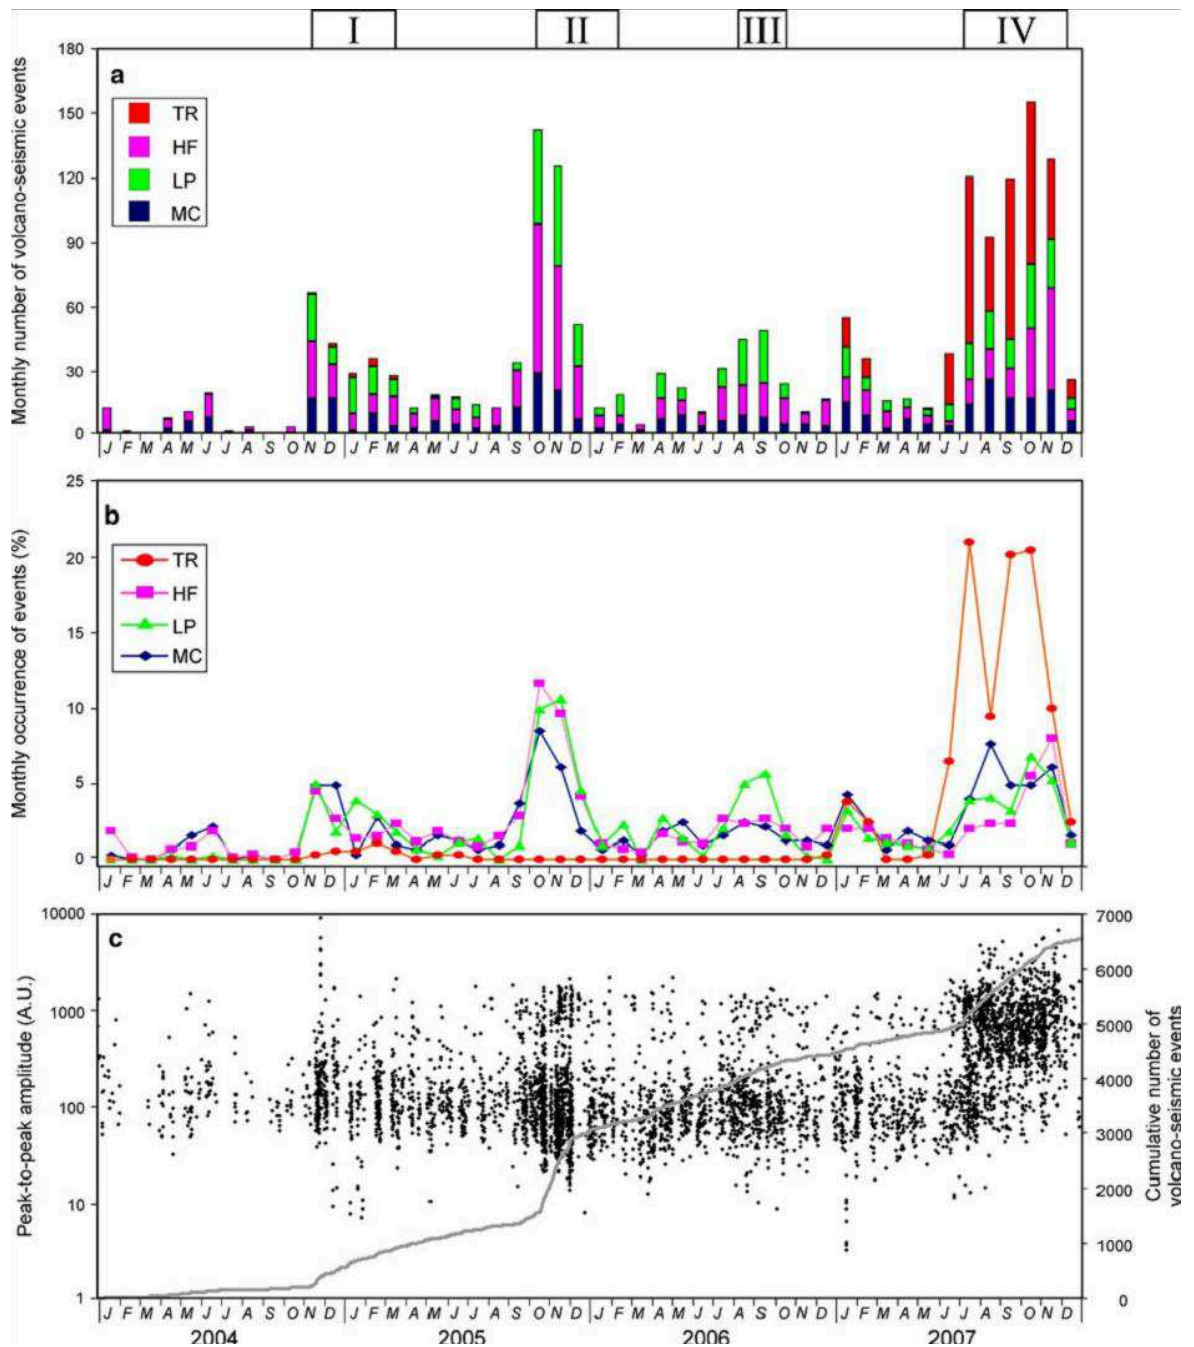 I II III IV
Monthly number of volcano-seismic events
180
150
120
90
60
30
0
a
TR
HF
LP
MC
J F M A M J J A S O N D J F M A M J J A S O N D J F M A M J J A S O N D J F M A M J J A S O N D
Monthly occurrence of events (%)
25
20
15
10
5
0
b
TR
HF
LP
MC
J F M A M J J A S O N D J F M A M J J A S O N D J F M A M J J A S O N D J F M A M J J A S O N D
Peak-to-peak amplitude (A.U.)
10000
1000
100
10
1
c
7000
6000
5000
4000
3000
2000
1000
0
Cumulative number of
volcano-seismic events
J F M A M J J A S O N D J F M A M J J A S O N D J F M A M J J A S O N D J F M A M J J A S O N D
2004 2005 2006 2007